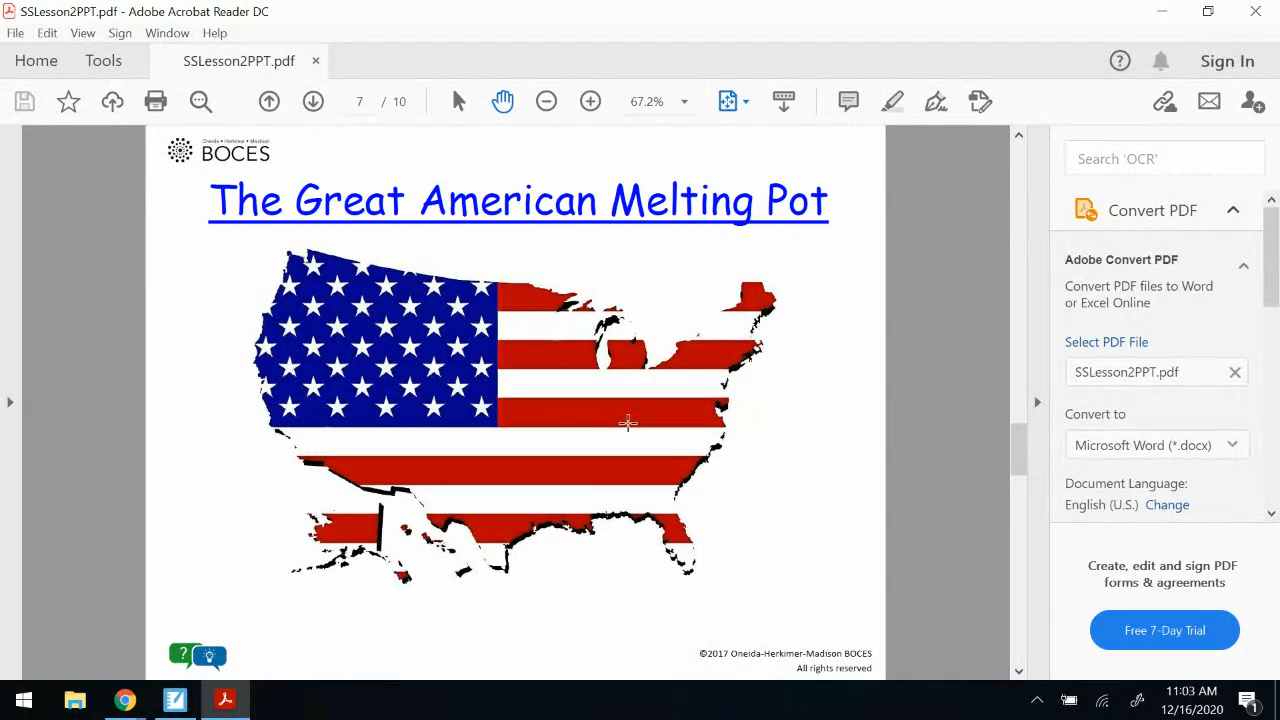 SSLesson2PPT.pdf - Adobe Acrobat Reader DC
File Edit View Sign Window Help
Home Tools SSLesson2PPT.pdf × Sign In
7 / 10 67.2%
Oneida • Herkimer • Madison
BOCES
The Great American Melting Pot
©2017 Oneida-Herkimer-Madison BOCES
All rights reserved
Search 'OCR'
Convert PDF
Adobe Convert PDF
Convert PDF files to Word
or Excel Online
Select PDF File
SSLesson2PPT.pdf
Convert to
Microsoft Word (*.docx)
Document Language:
English (U.S.) Change
Create, edit and sign PDF
forms & agreements
Free 7-Day Trial
11:03 AM
12/16/2020
1